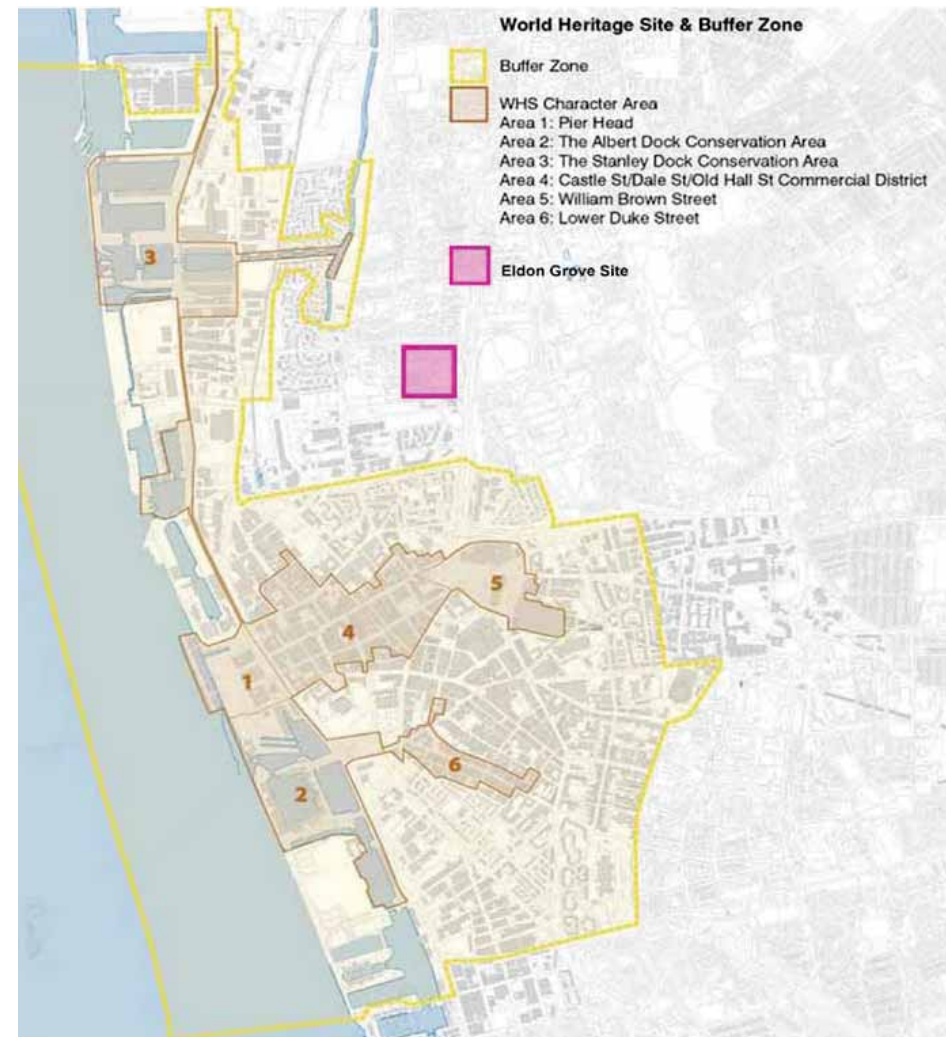 World Heritage Site & Buffer Zone
Buffer Zone
WHS Character Area
Area 1: Pier Head
Area 2: The Albert Dock Conservation Area
Area 3: The Stanley Dock Conservation Area
Area 4: Castle St/Dale St/Old Hall St Commercial District
Area 5: William Brown Street
Area 6: Lower Duke Street
Eldon Grove Site
3
5
4
1
6
2